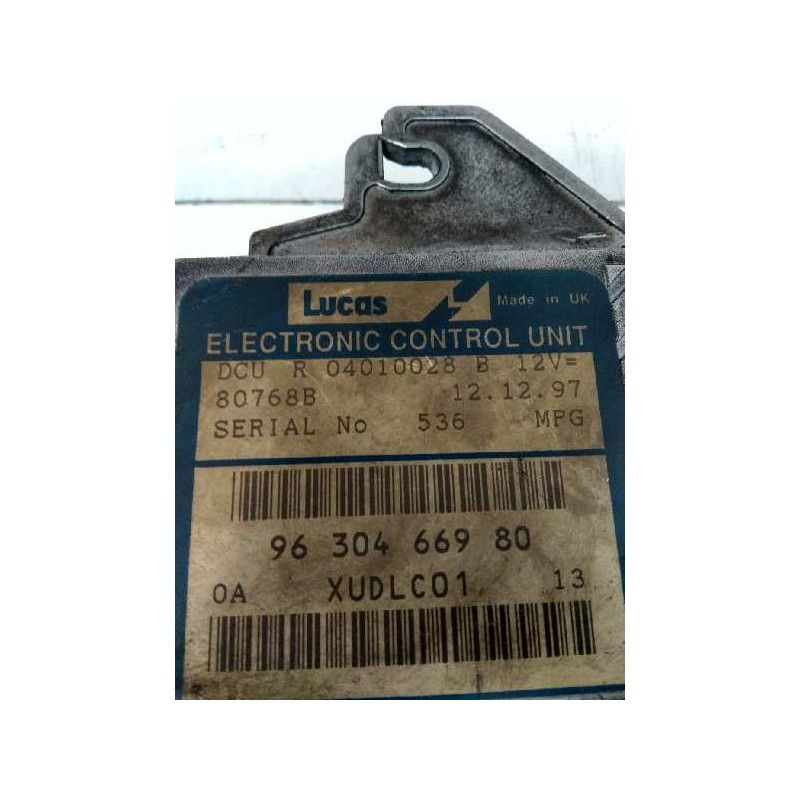 Lucas Made in UK
ELECTRONIC CONTROL UNIT
DCU R 04010028 B 12V=
80768B 12.12.97
SERIAL No 536 MPG
96 304 669 80
0A XUDLC01 13